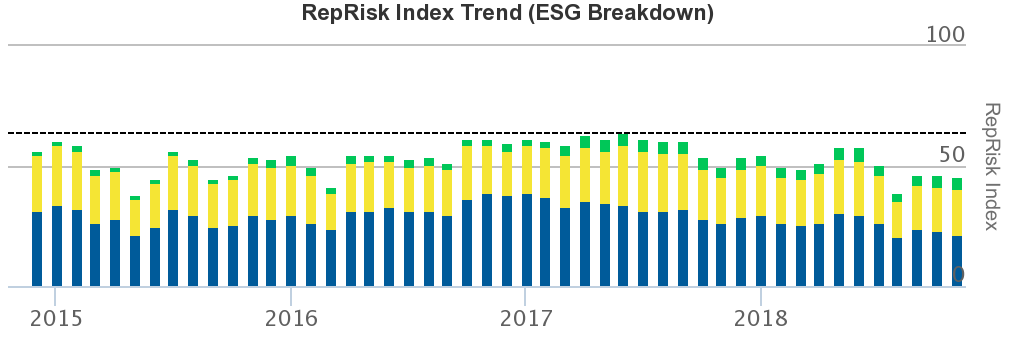 RepRisk Index Trend (ESG Breakdown)
100
50
0
RepRisk Index
2015 2016 2017 2018